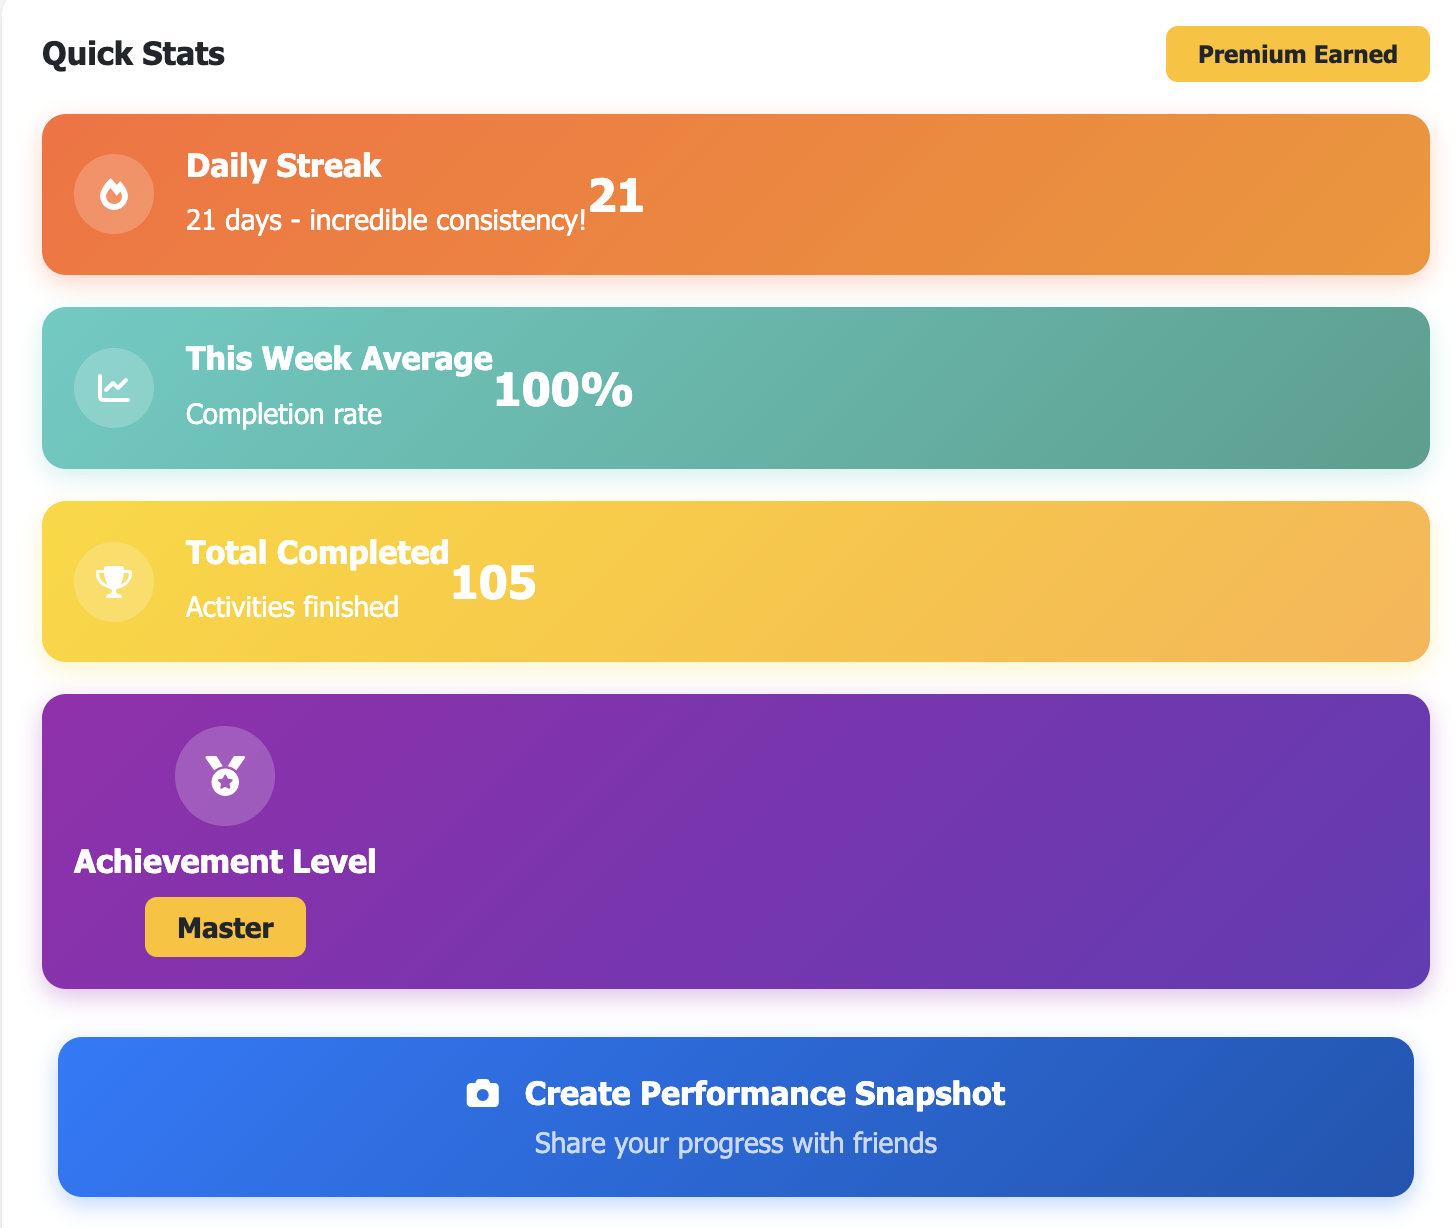 Quick Stats
Premium Earned
Daily Streak
21 days - incredible consistency!
21
This Week Average
Completion rate
100%
Total Completed
Activities finished
105
Achievement Level
Master
Create Performance Snapshot
Share your progress with friends